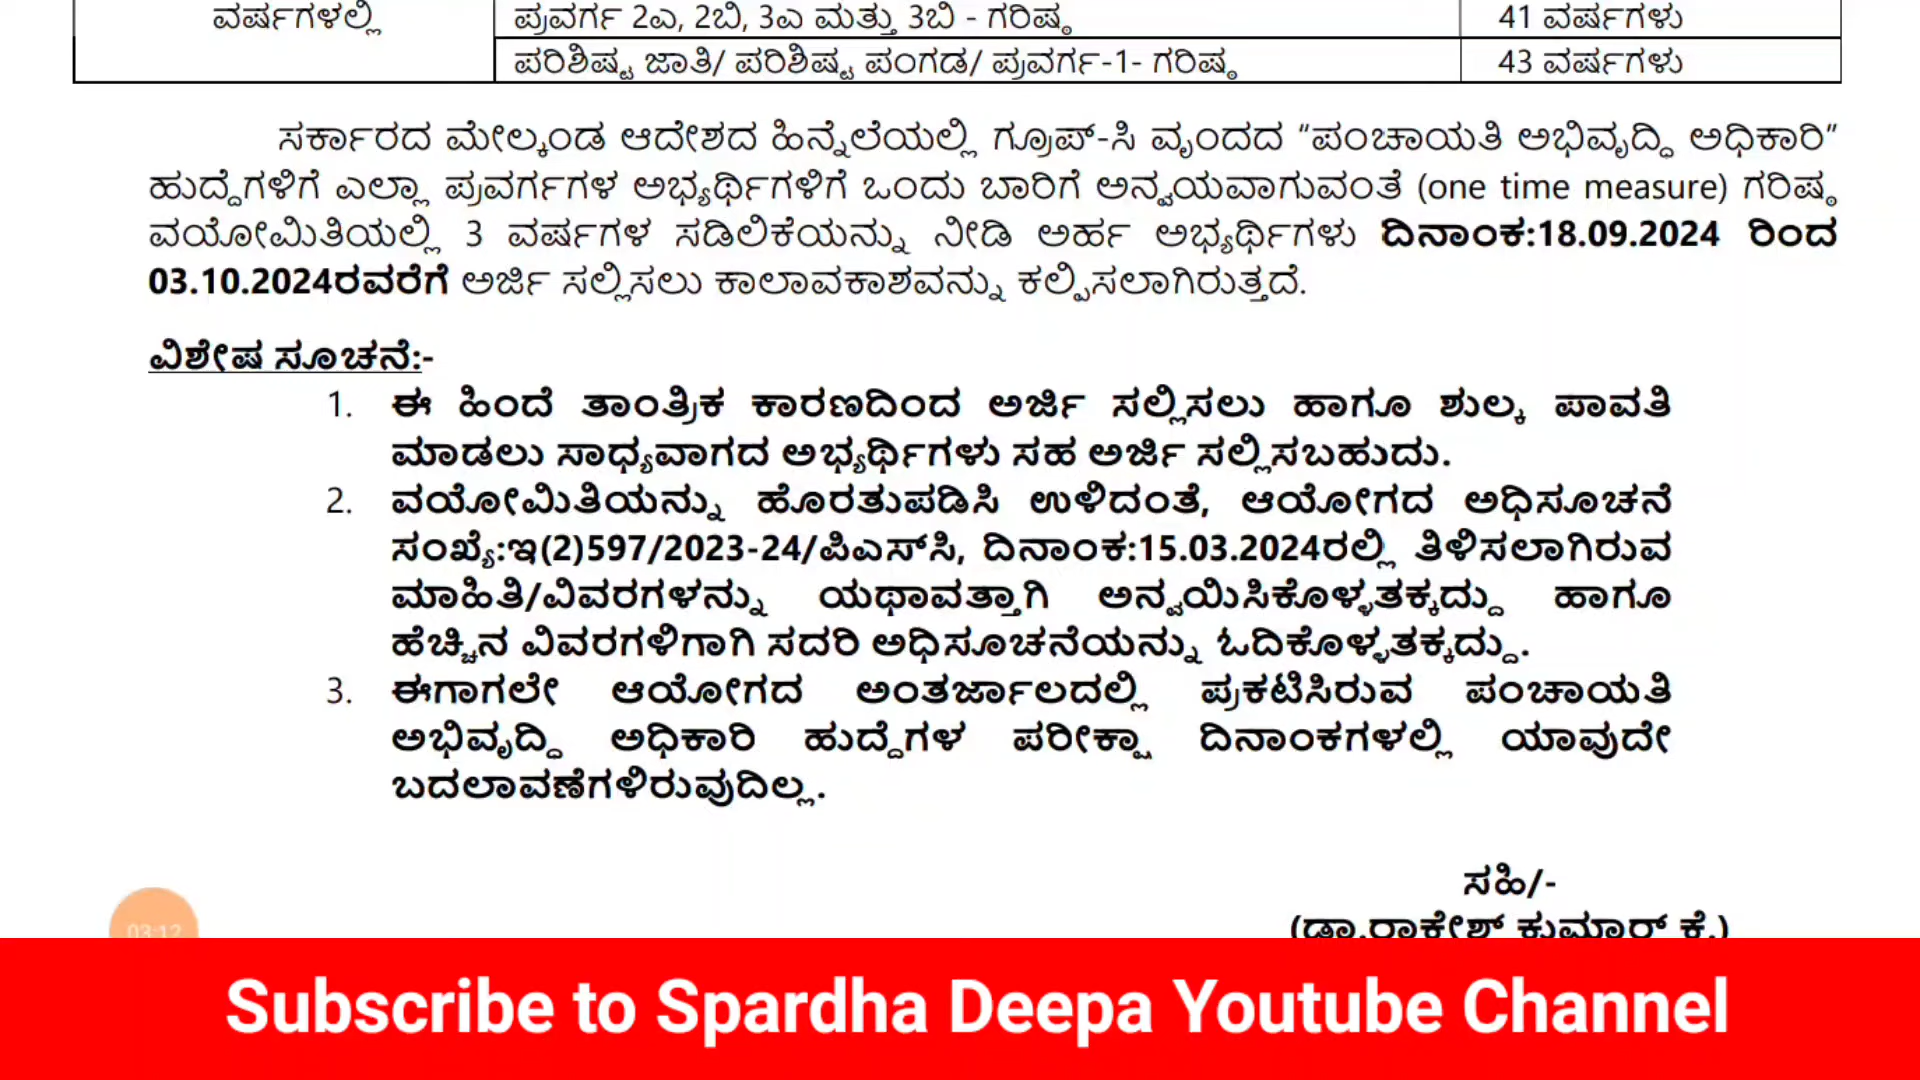 ವರ್ಷಗಳಲ್ಲಿ ಪ್ರವರ್ಗ 2ಎ, 2ಬಿ, 3ಎ ಮತ್ತು 3ಬಿ - ಗರಿಷ್ಠ 41 ವರ್ಷಗಳು
ಪರಿಶಿಷ್ಟ ಜಾತಿ/ ಪರಿಶಿಷ್ಟ ಪಂಗಡ/ ಪ್ರವರ್ಗ-1- ಗರಿಷ್ಠ 43 ವರ್ಷಗಳು
ಸರ್ಕಾರದ ಮೇಲ್ಕಂಡ ಆದೇಶದ ಹಿನ್ನೆಲೆಯಲ್ಲಿ ಗ್ರೂಪ್-ಸಿ ವೃಂದದ “ಪಂಚಾಯತಿ ಅಭಿವೃದ್ಧಿ ಅಧಿಕಾರಿ”
ಹುದ್ದೆಗಳಿಗೆ ಎಲ್ಲಾ ಪ್ರವರ್ಗಗಳ ಅಭ್ಯರ್ಥಿಗಳಿಗೆ ಒಂದು ಬಾರಿಗೆ ಅನ್ವಯವಾಗುವಂತೆ (one time measure) ಗರಿಷ್ಠ
ವಯೋಮಿತಿಯಲ್ಲಿ 3 ವರ್ಷಗಳ ಸಡಿಲಿಕೆಯನ್ನು ನೀಡಿ ಅರ್ಹ ಅಭ್ಯರ್ಥಿಗಳು ದಿನಾಂಕ:18.09.2024 ರಿಂದ
03.10.2024ರವರೆಗೆ ಅರ್ಜಿ ಸಲ್ಲಿಸಲು ಕಾಲಾವಕಾಶವನ್ನು ಕಲ್ಪಿಸಲಾಗಿರುತ್ತದೆ.
ವಿಶೇಷ ಸೂಚನೆ:-
1. ಈ ಹಿಂದೆ ತಾಂತ್ರಿಕ ಕಾರಣದಿಂದ ಅರ್ಜಿ ಸಲ್ಲಿಸಲು ಹಾಗೂ ಶುಲ್ಕ ಪಾವತಿ
ಮಾಡಲು ಸಾಧ್ಯವಾಗದ ಅಭ್ಯರ್ಥಿಗಳು ಸಹ ಅರ್ಜಿ ಸಲ್ಲಿಸಬಹುದು.
2. ವಯೋಮಿತಿಯನ್ನು ಹೊರತುಪಡಿಸಿ ಉಳಿದಂತೆ, ಆಯೋಗದ ಅಧಿಸೂಚನೆ
ಸಂಖ್ಯೆ:ಇ(2)597/2023-24/ಪಿಎಸ್‌ಸಿ, ದಿನಾಂಕ:15.03.2024ರಲ್ಲಿ ತಿಳಿಸಲಾಗಿರುವ
ಮಾಹಿತಿ/ವಿವರಗಳನ್ನು ಯಥಾವತ್ತಾಗಿ ಅನ್ವಯಿಸಿಕೊಳ್ಳತಕ್ಕದ್ದು ಹಾಗೂ
ಹೆಚ್ಚಿನ ವಿವರಗಳಿಗಾಗಿ ಸದರಿ ಅಧಿಸೂಚನೆಯನ್ನು ಓದಿಕೊಳ್ಳತಕ್ಕದ್ದು.
3. ಈಗಾಗಲೇ ಆಯೋಗದ ಅಂತರ್ಜಾಲದಲ್ಲಿ ಪ್ರಕಟಿಸಿರುವ ಪಂಚಾಯತಿ
ಅಭಿವೃದ್ಧಿ ಅಧಿಕಾರಿ ಹುದ್ದೆಗಳ ಪರೀಕ್ಷಾ ದಿನಾಂಕಗಳಲ್ಲಿ ಯಾವುದೇ
ಬದಲಾವಣೆಗಳಿರುವುದಿಲ್ಲ.
ಸಹಿ/-
(ಡಾ.ರಾಕೇಶ್ ಕುಮಾರ್ ಕೆ.)
03:12
Subscribe to Spardha Deepa Youtube Channel